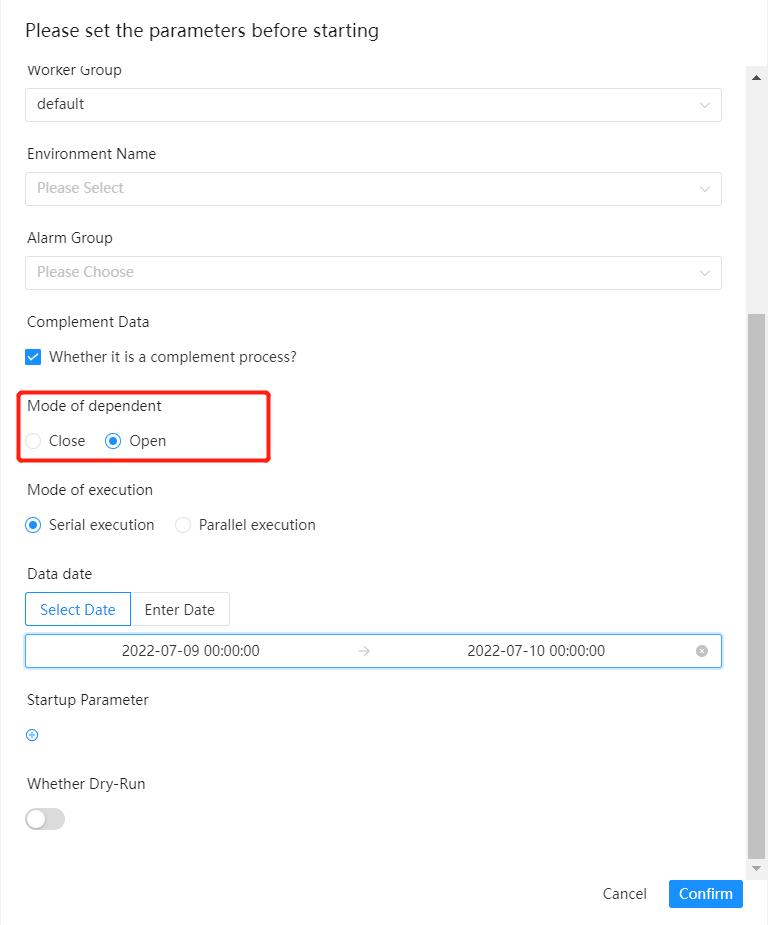 Please set the parameters before starting
Worker Group
default
Environment Name
Please Select
Alarm Group
Please Choose
Complement Data
Whether it is a complement process?
Mode of dependent
Close Open
Mode of execution
Serial execution Parallel execution
Data date
Select Date Enter Date
2022-07-09 00:00:00 → 2022-07-10 00:00:00
Startup Parameter
Whether Dry-Run
Cancel Confirm